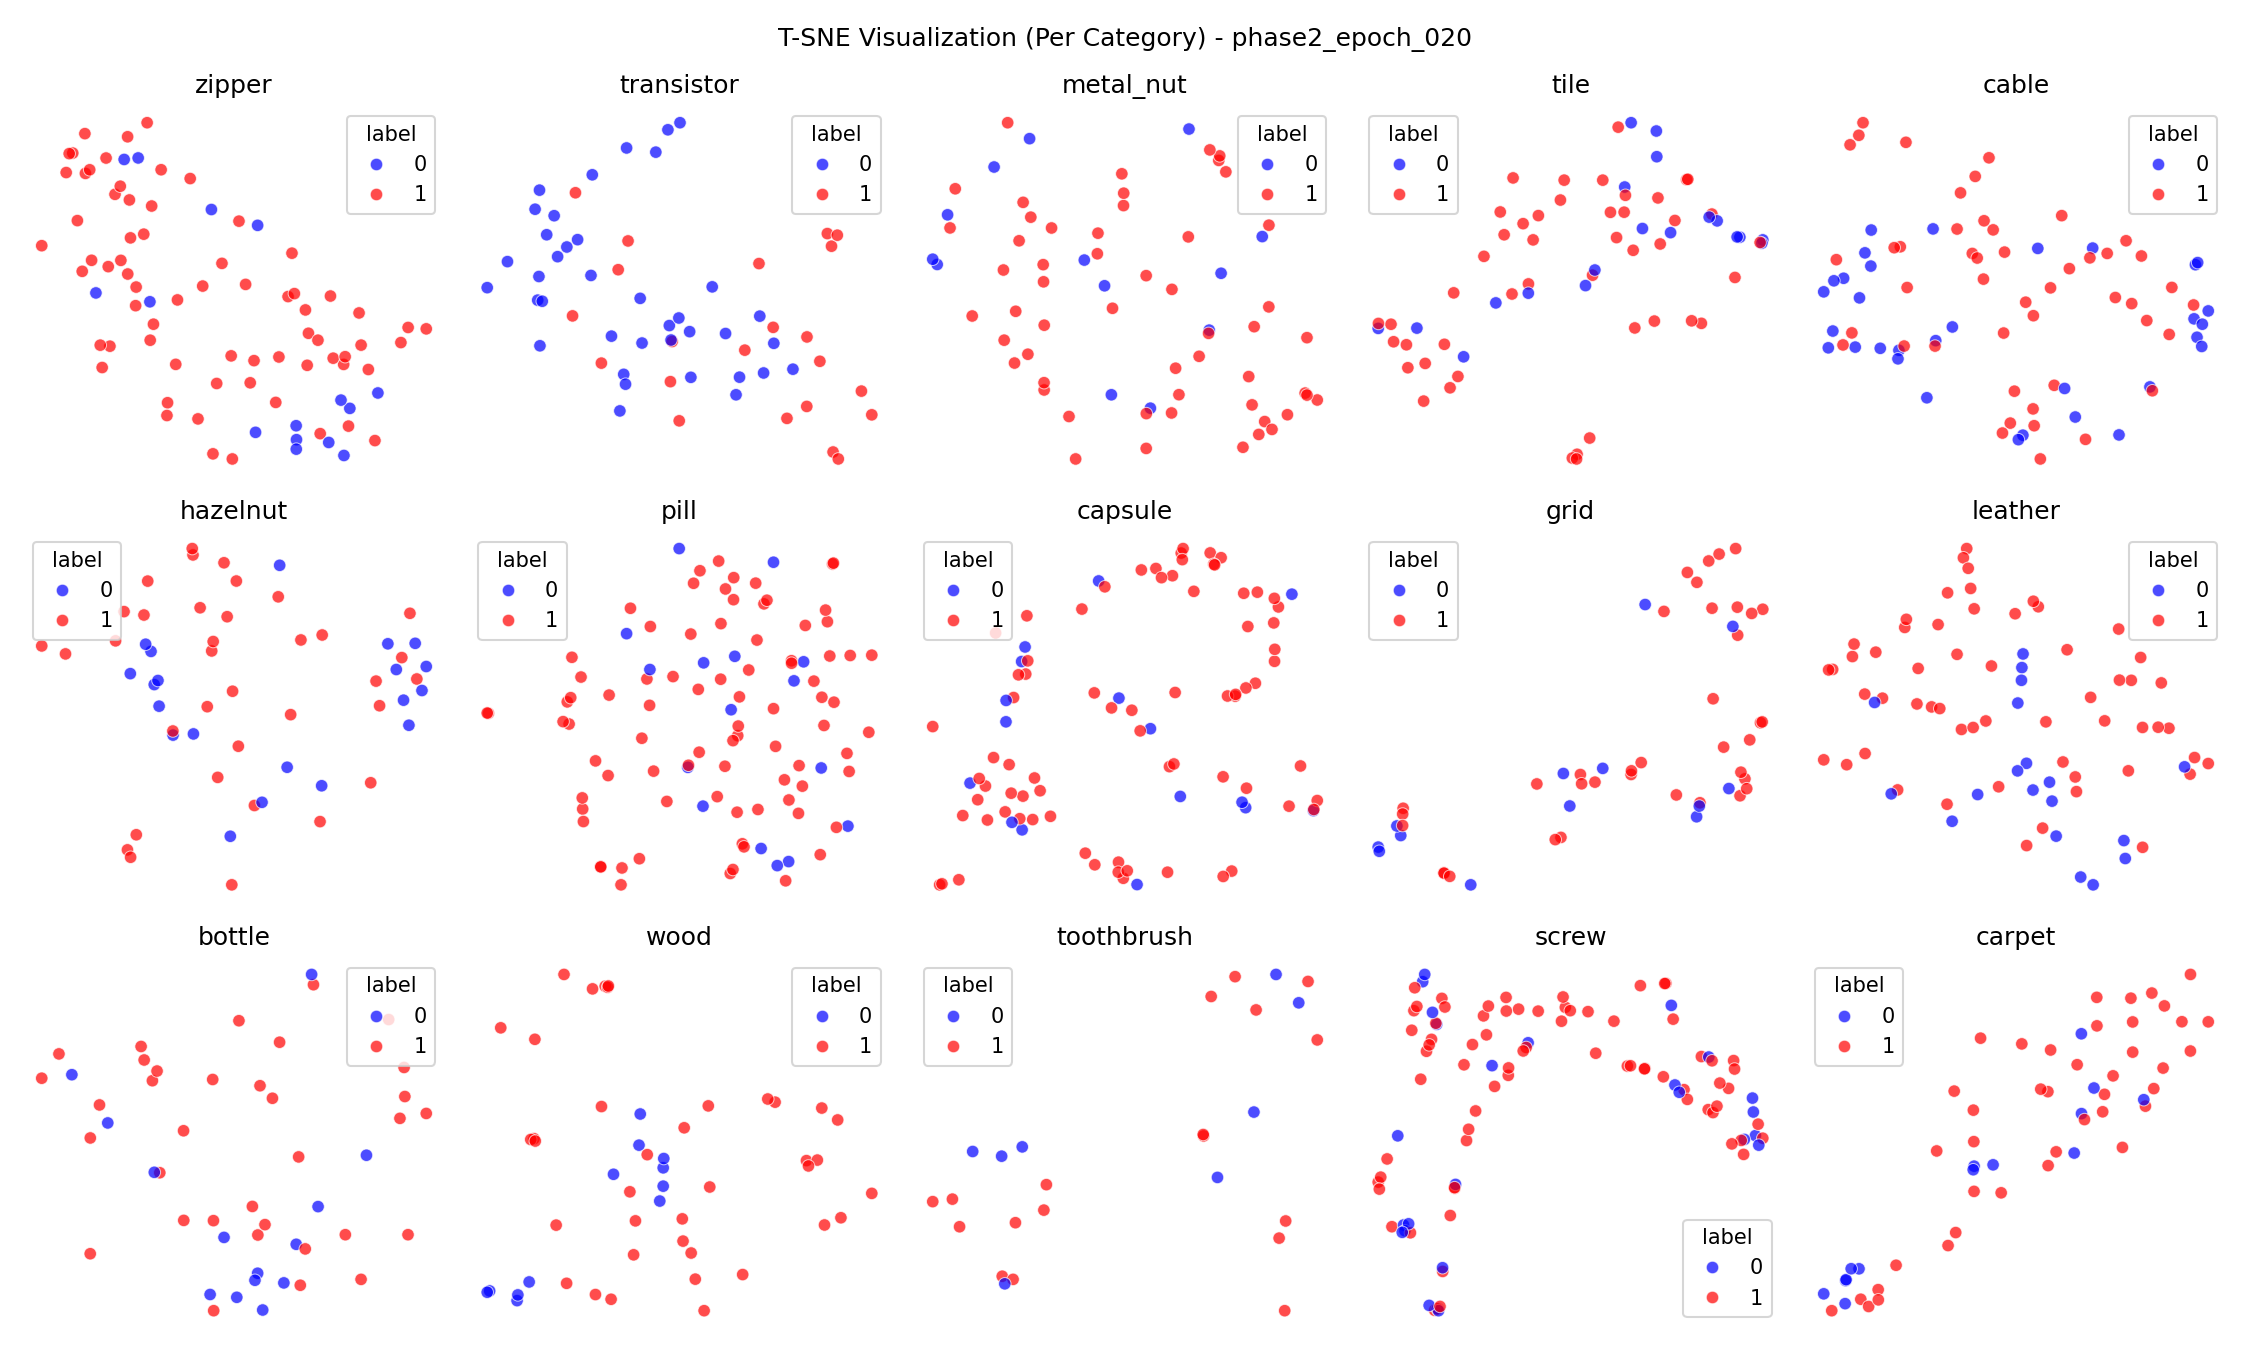 T-SNE Visualization (Per Category) - phase2_epoch_020
zipper
label
0
1
transistor
label
0
1
metal_nut
label
0
1
tile
label
0
1
cable
label
0
1
hazelnut
label
0
1
pill
label
0
1
capsule
label
0
1
grid
label
0
1
leather
label
0
1
bottle
label
0
1
wood
label
0
1
toothbrush
label
0
1
screw
label
0
1
carpet
label
0
1